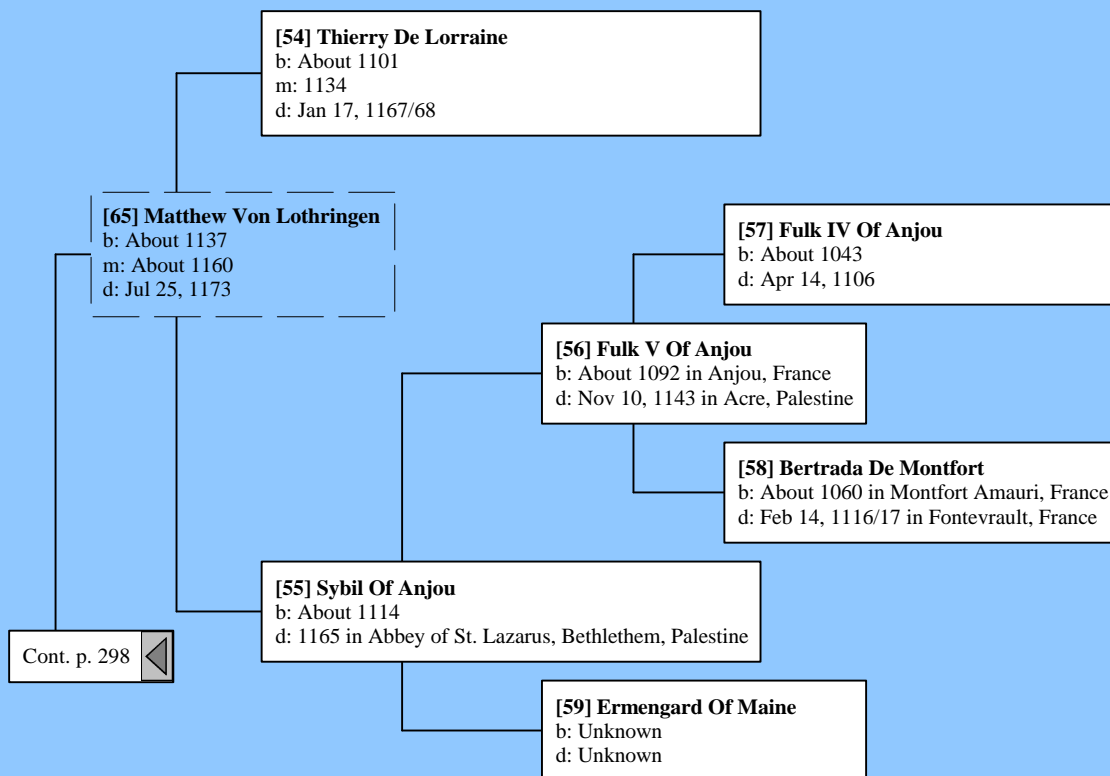 [54] Thierry De Lorraine
b: About 1101
m: 1134
d: Jan 17, 1167/68
[65] Matthew Von Lothringen
b: About 1137
m: About 1160
d: Jul 25, 1173
[57] Fulk IV Of Anjou
b: About 1043
d: Apr 14, 1106
[56] Fulk V Of Anjou
b: About 1092 in Anjou, France
d: Nov 10, 1143 in Acre, Palestine
[58] Bertrada De Montfort
b: About 1060 in Montfort Amauri, France
d: Feb 14, 1116/17 in Fontevrault, France
[55] Sybil Of Anjou
b: About 1114
d: 1165 in Abbey of St. Lazarus, Bethlethem, Palestine
Cont. p. 298
[59] Ermengard Of Maine
b: Unknown
d: Unknown